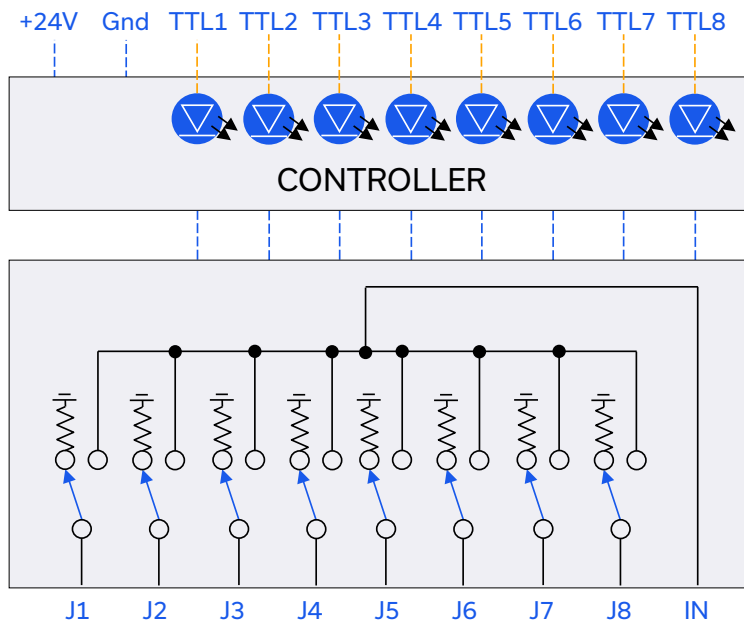 +24V Gnd TTL1 TTL2 TTL3 TTL4 TTL5 TTL6 TTL7 TTL8
CONTROLLER
J1 J2 J3 J4 J5 J6 J7 J8 IN